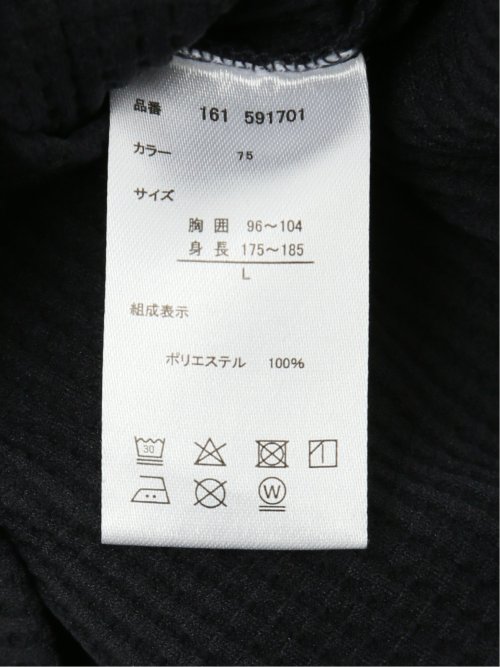 品番 161 591701
カラー 75
サイズ
胸囲 96～104
身長 175～185
L
組成表示
ポリエステル 100%
30
W